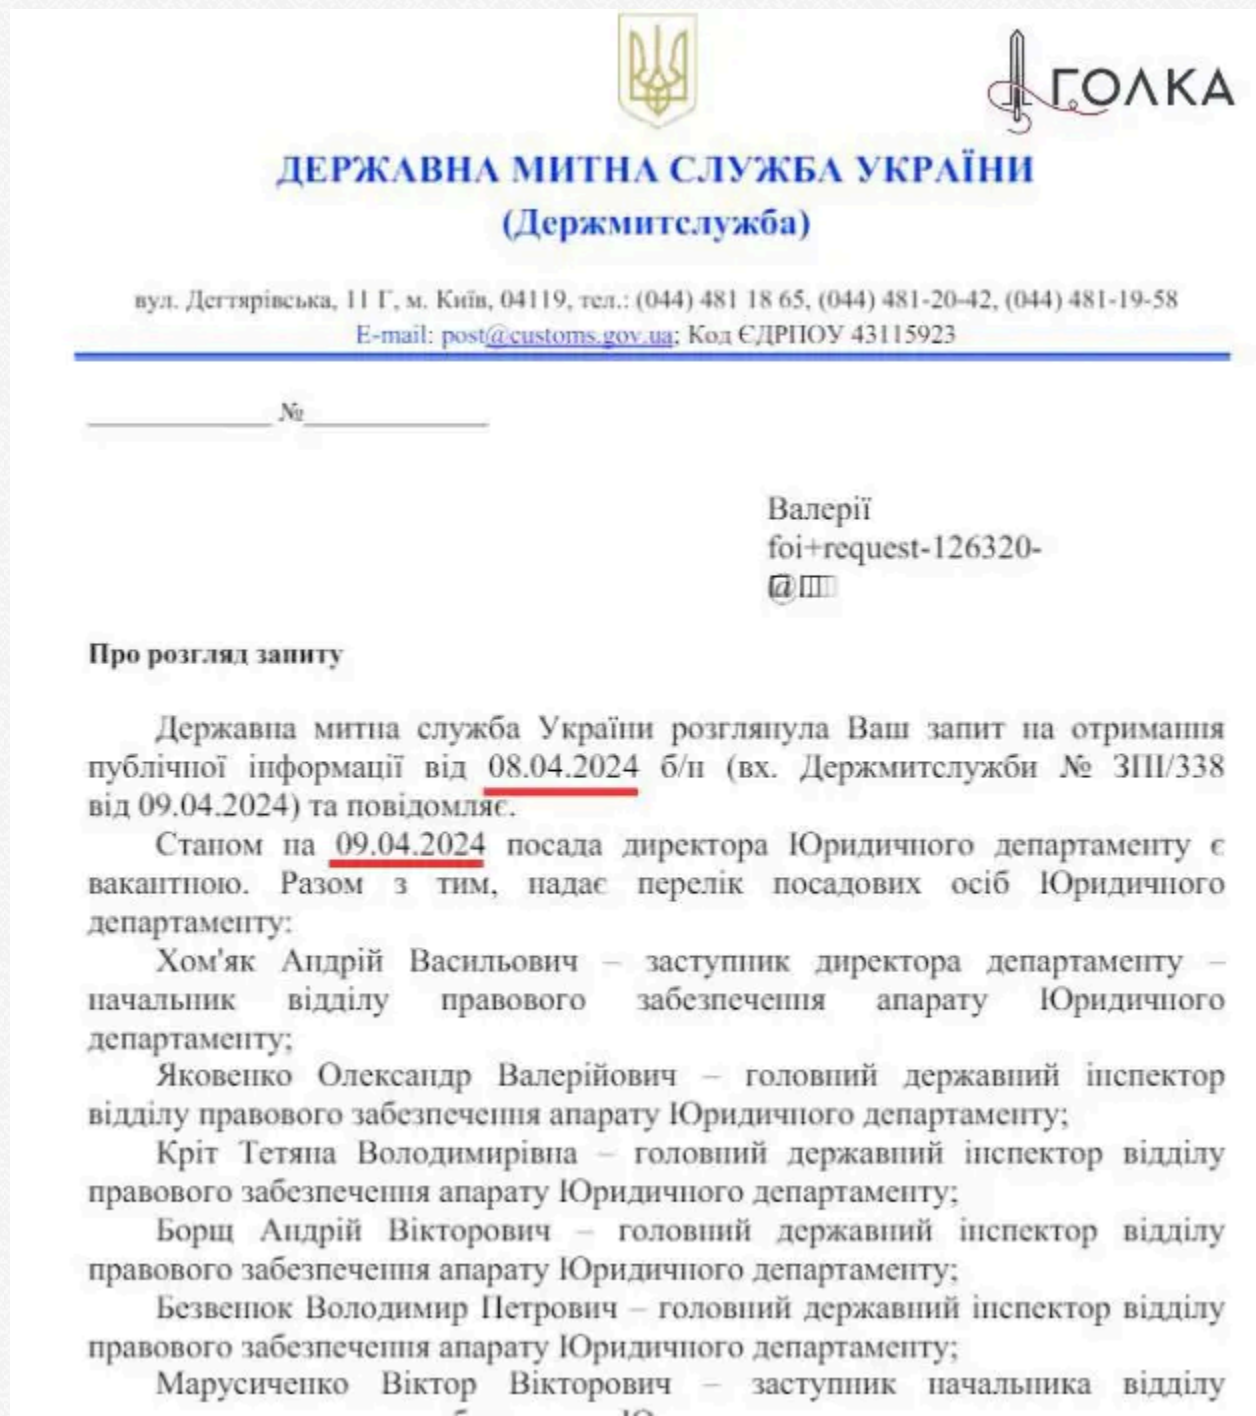 ГОЛКА
ДЕРЖАВНА МИТНА СЛУЖБА УКРАЇНИ
(Держмитслужба)
вул. Дегтярівська, 11 Г, м. Київ, 04119, тел.: (044) 481 18 65, (044) 481-20-42, (044) 481-19-58
E-mail: post@customs.gov.ua; Код ЄДРПОУ 43115923
№
Валерії
foi+request-126320-
@
Про розгляд запиту
Державна митна служба України розглянула Ваш запит на отримання
публічної інформації від 08.04.2024 б/н (вх. Держмитслужби № ЗПІ/338
від 09.04.2024) та повідомляє.
Станом на 09.04.2024 посада директора Юридичного департаменту є
вакантною. Разом з тим, надає перелік посадових осіб Юридичного
департаменту:
Хом'як Андрій Васильович – заступник директора департаменту –
начальник відділу правового забезпечення апарату Юридичного
департаменту;
Яковенко Олександр Валерійович – головний державний інспектор
відділу правового забезпечення апарату Юридичного департаменту;
Кріт Тетяна Володимирівна – головний державний інспектор відділу
правового забезпечення апарату Юридичного департаменту;
Борщ Андрій Вікторович – головний державний інспектор відділу
правового забезпечення апарату Юридичного департаменту;
Безвенюк Володимир Петрович – головний державний інспектор відділу
правового забезпечення апарату Юридичного департаменту;
Марусиченко Віктор Вікторович – заступник начальника відділу